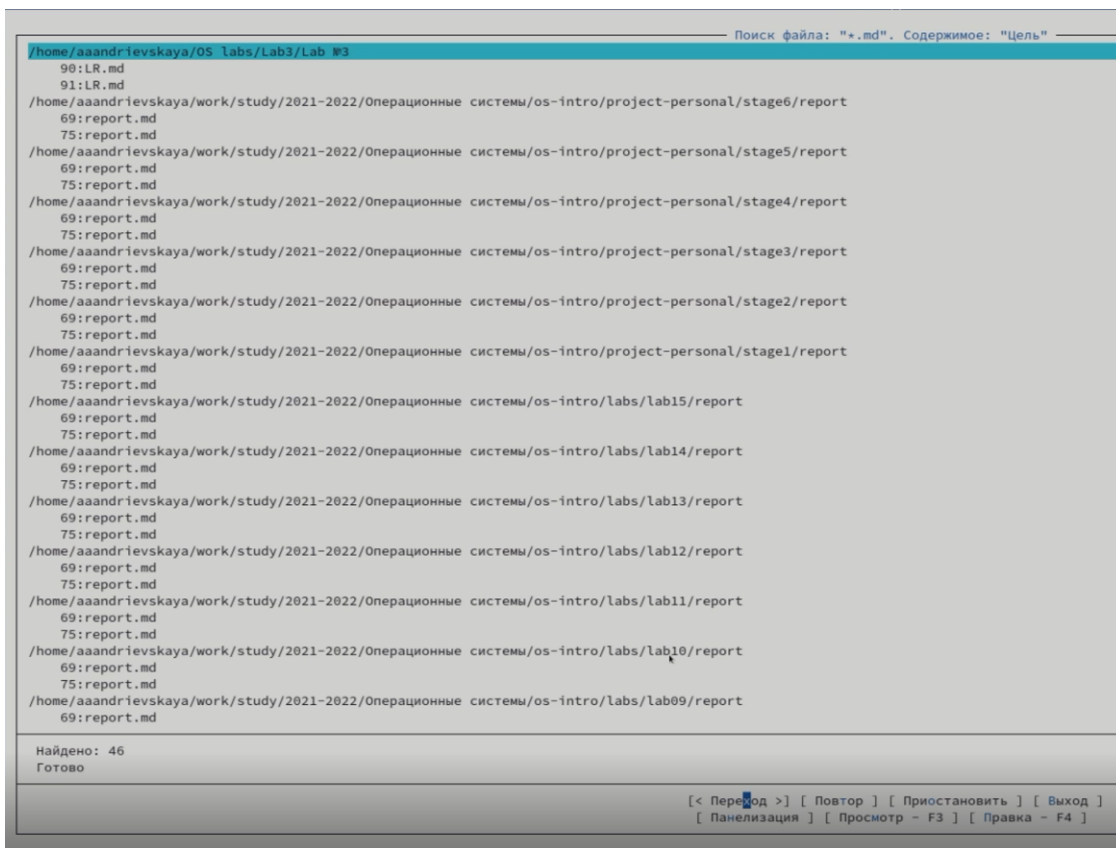 Поиск файла: "*.md". Содержимое: "Цель"
/home/aaandrievskaya/OS labs/Lab3/Lab №3
90:LR.md
91:LR.md
/home/aaandrievskaya/work/study/2021-2022/Операционные системы/os-intro/project-personal/stage6/report
69:report.md
75:report.md
/home/aaandrievskaya/work/study/2021-2022/Операционные системы/os-intro/project-personal/stage5/report
69:report.md
75:report.md
/home/aaandrievskaya/work/study/2021-2022/Операционные системы/os-intro/project-personal/stage4/report
69:report.md
75:report.md
/home/aaandrievskaya/work/study/2021-2022/Операционные системы/os-intro/project-personal/stage3/report
69:report.md
75:report.md
/home/aaandrievskaya/work/study/2021-2022/Операционные системы/os-intro/project-personal/stage2/report
69:report.md
75:report.md
/home/aaandrievskaya/work/study/2021-2022/Операционные системы/os-intro/project-personal/stage1/report
69:report.md
75:report.md
/home/aaandrievskaya/work/study/2021-2022/Операционные системы/os-intro/labs/lab15/report
69:report.md
75:report.md
/home/aaandrievskaya/work/study/2021-2022/Операционные системы/os-intro/labs/lab14/report
69:report.md
75:report.md
/home/aaandrievskaya/work/study/2021-2022/Операционные системы/os-intro/labs/lab13/report
69:report.md
75:report.md
/home/aaandrievskaya/work/study/2021-2022/Операционные системы/os-intro/labs/lab12/report
69:report.md
75:report.md
/home/aaandrievskaya/work/study/2021-2022/Операционные системы/os-intro/labs/lab11/report
69:report.md
75:report.md
/home/aaandrievskaya/work/study/2021-2022/Операционные системы/os-intro/labs/lab10/report
69:report.md
75:report.md
/home/aaandrievskaya/work/study/2021-2022/Операционные системы/os-intro/labs/lab09/report
69:report.md
Найдено: 46
Готово
[< Переход >] [ Повтор ] [ Приостановить ] [ Выход ]
[ Панелизация ] [ Просмотр - F3 ] [ Правка - F4 ]